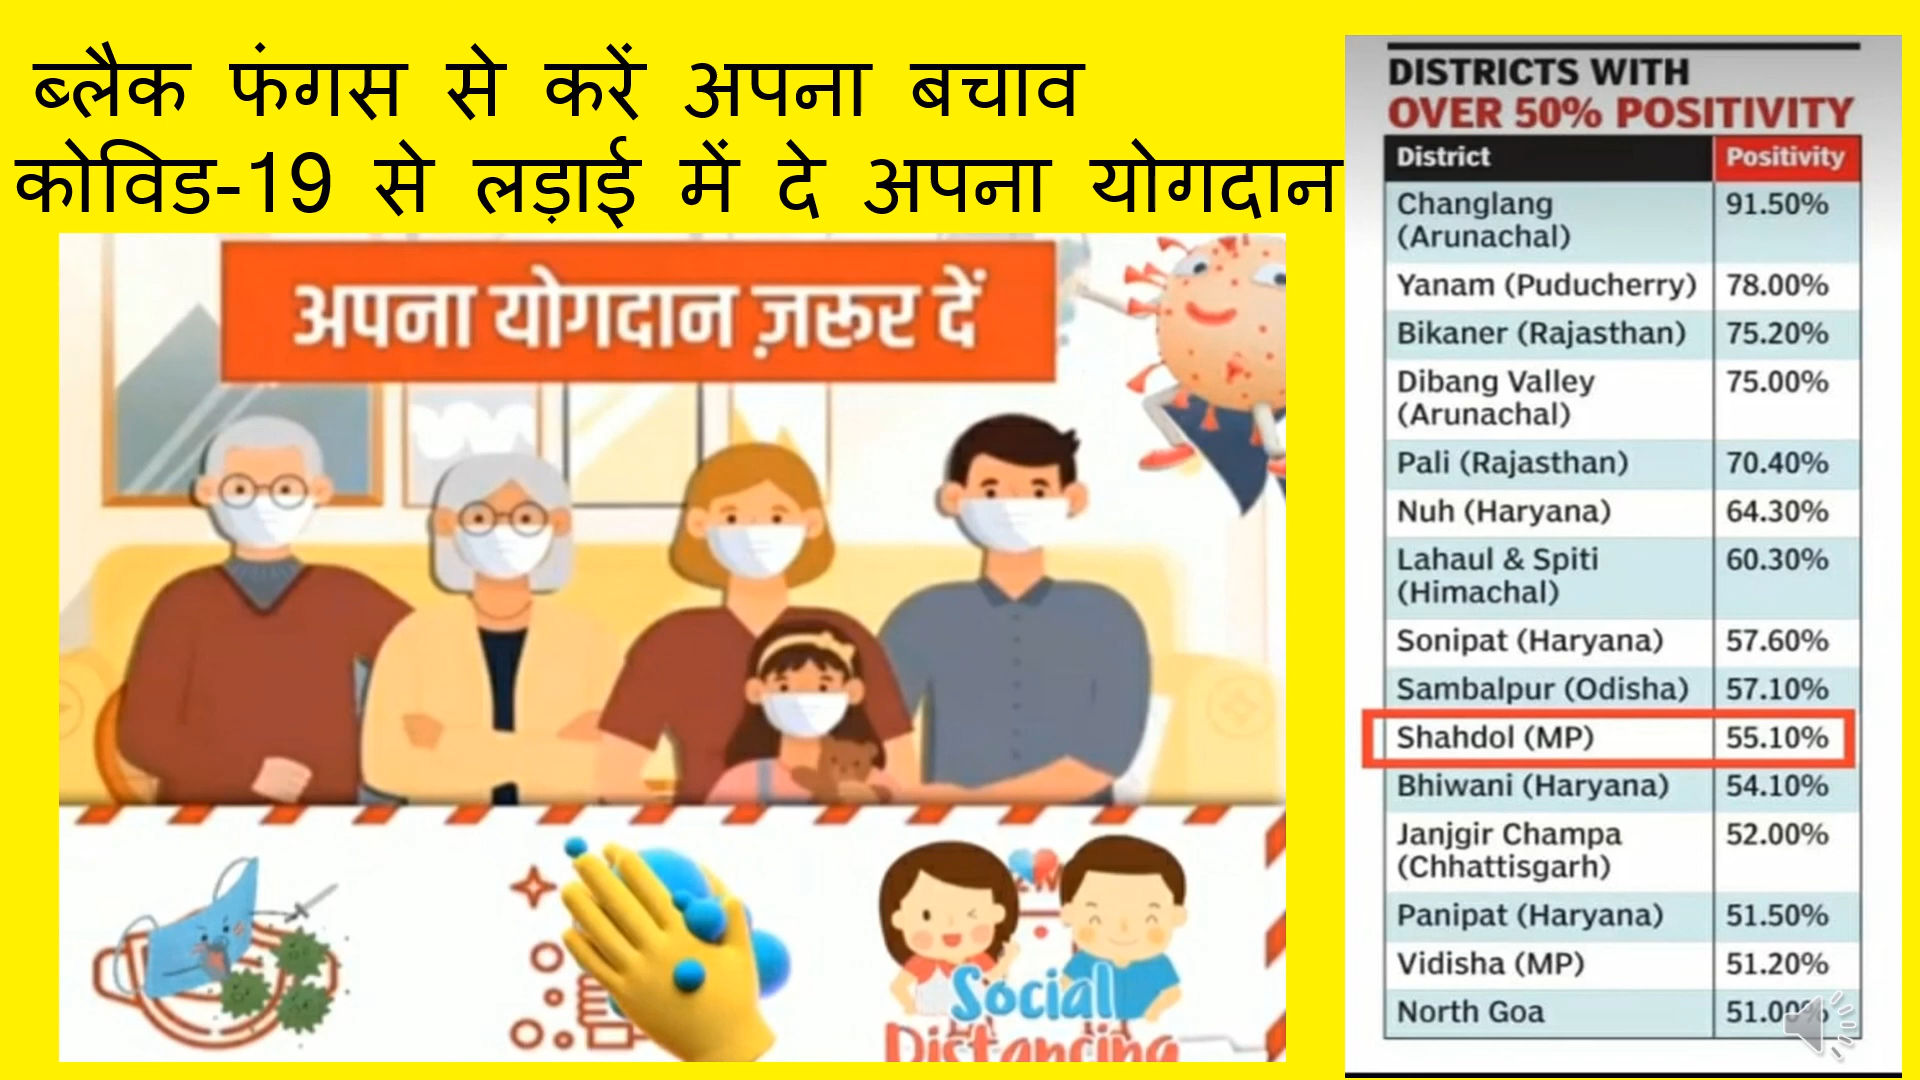 ब्लैक फंगस से करें अपना बचाव
कोविड-19 से लड़ाई में दे अपना योगदान
अपना योगदान ज़रूर दें
Social
Distancing
DISTRICTS WITH
OVER 50% POSITIVITY
District Positivity
Changlang
(Arunachal) 91.50%
Yanam (Puducherry) 78.00%
Bikaner (Rajasthan) 75.20%
Dibang Valley
(Arunachal) 75.00%
Pali (Rajasthan) 70.40%
Nuh (Haryana) 64.30%
Lahaul & Spiti
(Himachal) 60.30%
Sonipat (Haryana) 57.60%
Sambalpur (Odisha) 57.10%
Shahdol (MP) 55.10%
Bhiwani (Haryana) 54.10%
Janjgir Champa
(Chhattisgarh) 52.00%
Panipat (Haryana) 51.50%
Vidisha (MP) 51.20%
North Goa 51.00%